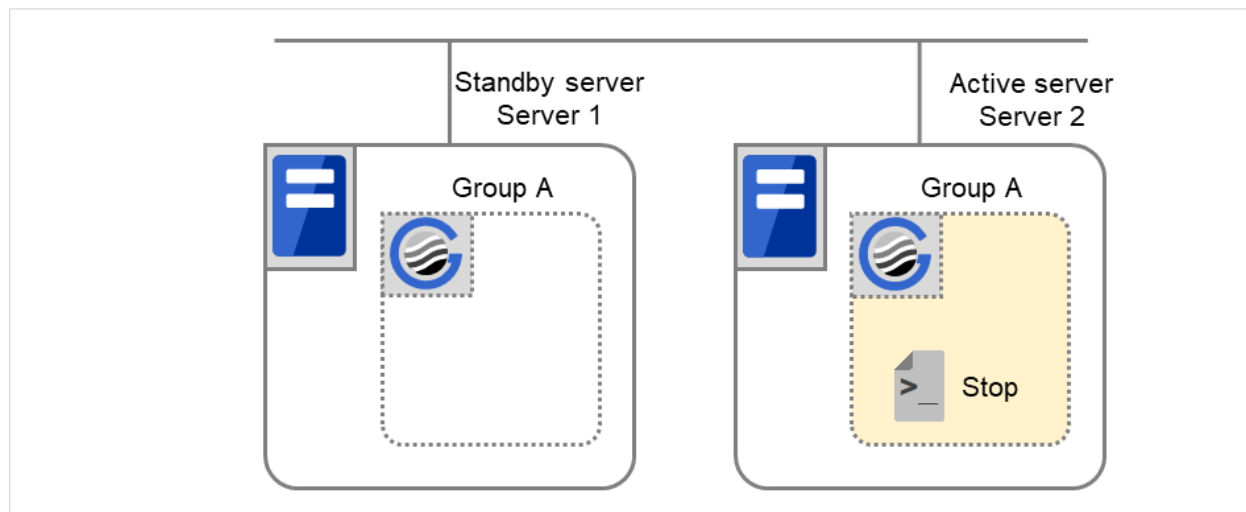 Standby server
Server 1
Active server
Server 2
Group A
Group A
>_
Stop